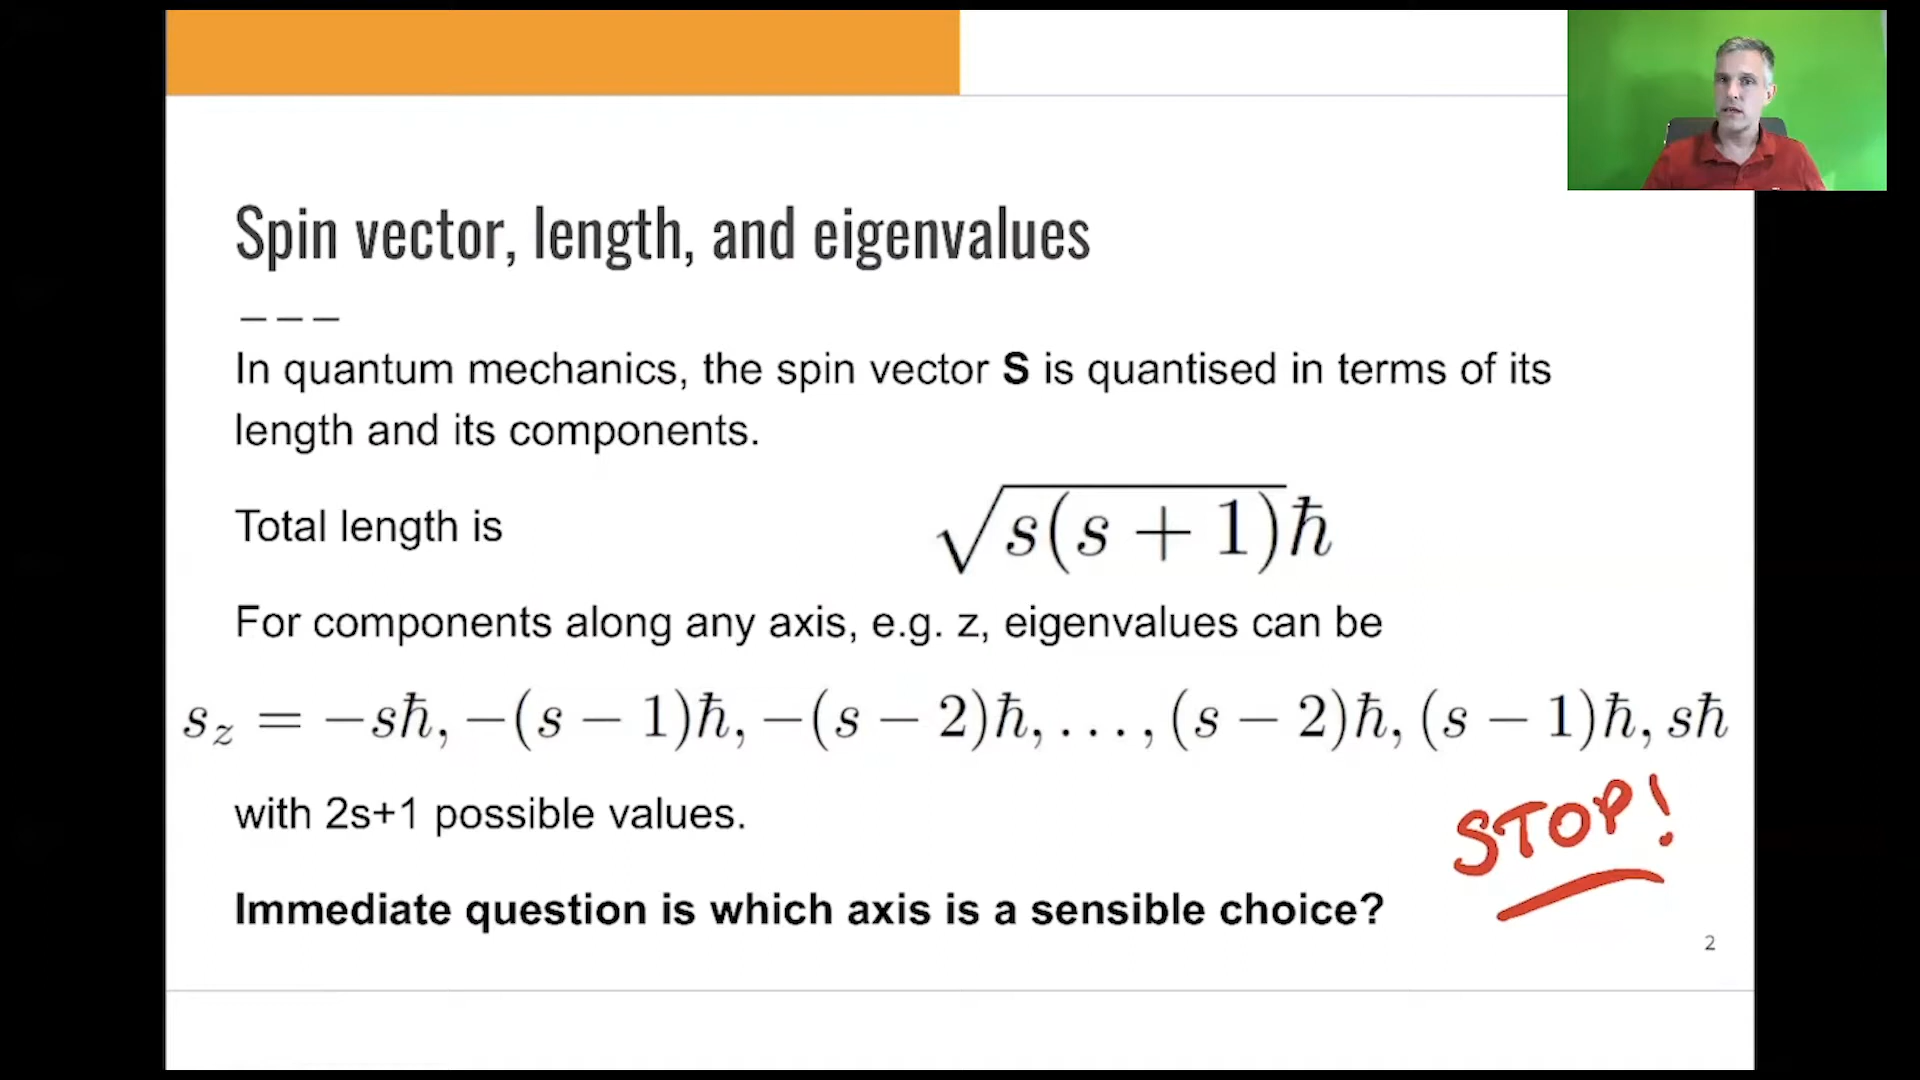 Spin vector, length, and eigenvalues
In quantum mechanics, the spin vector S is quantised in terms of its
length and its components.
Total length is √s(s + 1)ħ
For components along any axis, e.g. z, eigenvalues can be
s_z = −sħ, −(s − 1)ħ, −(s − 2)ħ, . . . , (s − 2)ħ, (s − 1)ħ, sħ
with 2s+1 possible values.
STOP!
Immediate question is which axis is a sensible choice?
2